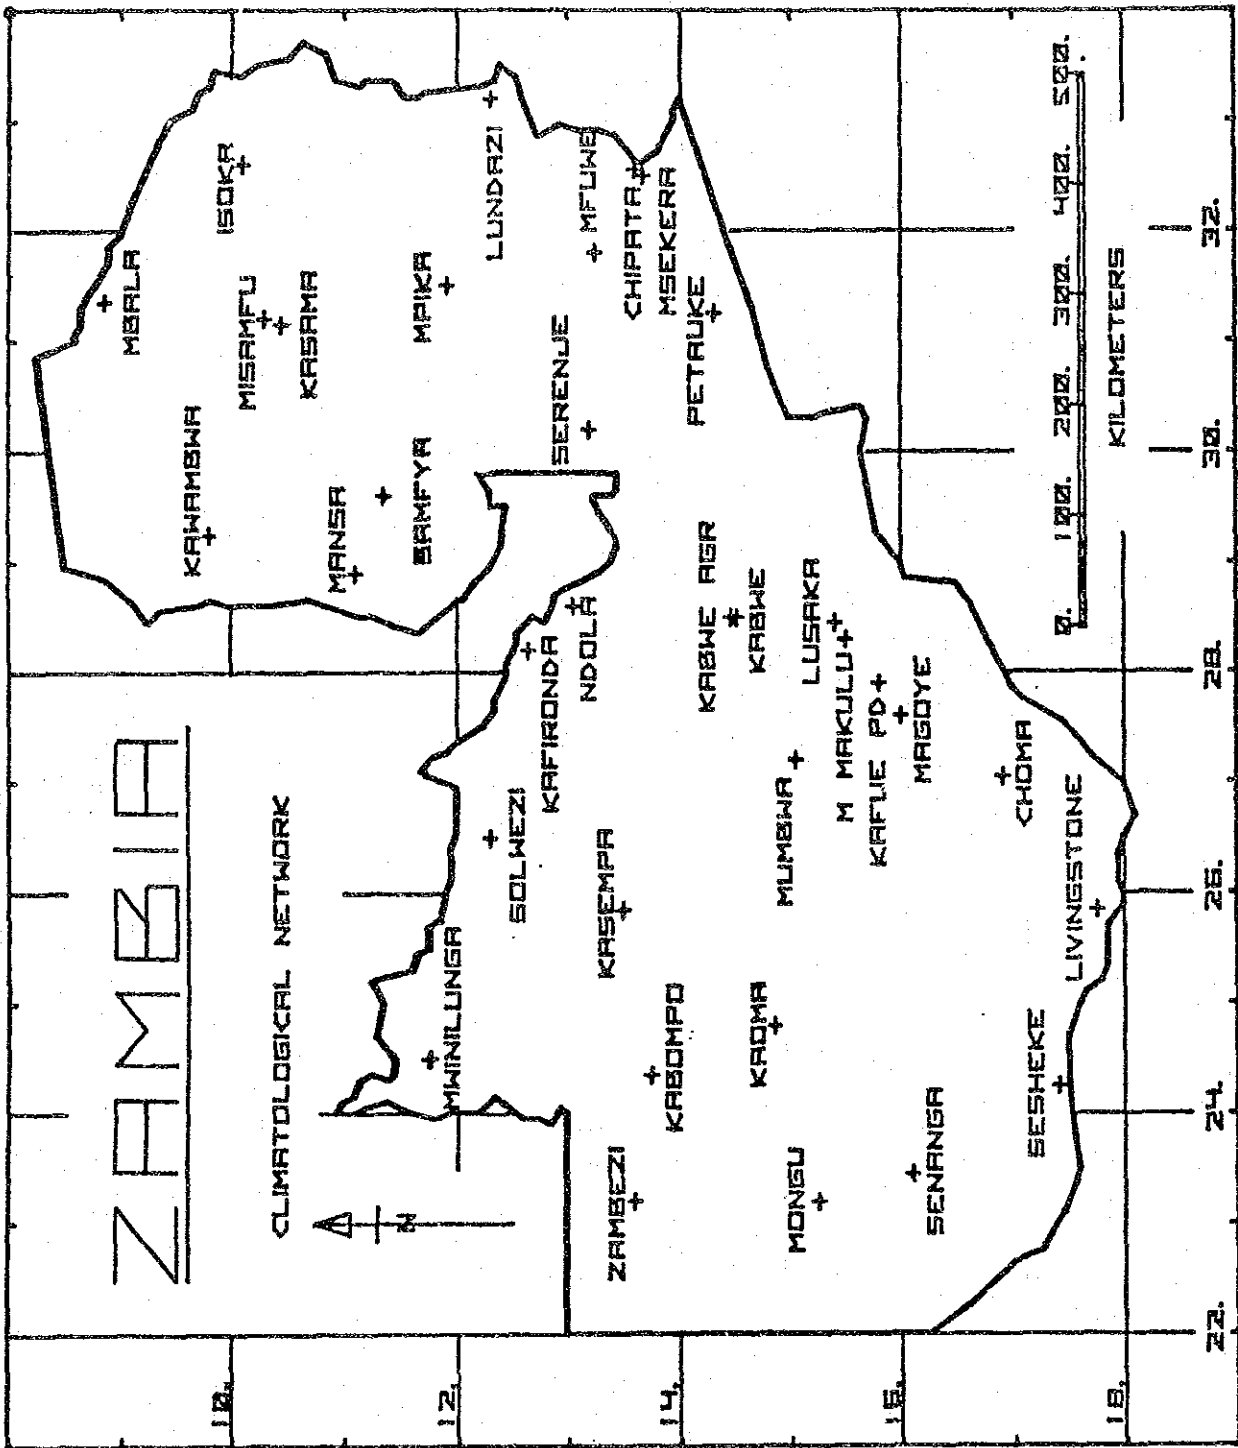 ZAMBIA
CLIMATOLOGICAL NETWORK
N
MBALA
ISOKA
KAWAMBWA
MISAMFU
KASAMA
MANSA
SAMFYA
MPIKA
LUNDAZI
MWINILUNGA
SOLWEZI
KAFIRONDA
NDOLA
SERENJE
MFUWE
ZAMBEZI
KASEMPA
CHIPATA
MSEKERA
KABOMPO
KABWE AGR
KABWE
PETAUKE
KAOMA
MUMBWA
LUSAKA
MONGU
M MAKULU
KAFUE PD
MAGOYE
SENANGA
CHOMA
SESHEKE
LIVINGSTONE
10.
12.
14.
16.
18.
22.
24.
26.
28.
30.
32.
0. 100. 200. 300. 400. 500.
KILOMETERS